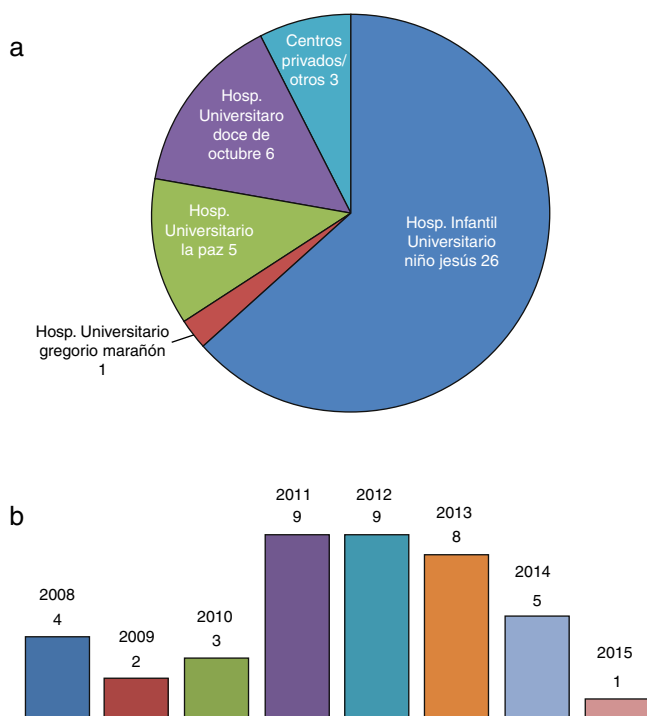 a
Centros
privados/
otros 3
Hosp.
Universitaro
doce de
octubre 6
Hosp.
Universitario
la paz 5
Hosp. Infantil
Universitario
niño jesús 26
Hosp. Universitario
gregorio marañón
1
b
2008
4
2009
2
2010
3
2011
9
2012
9
2013
8
2014
5
2015
1